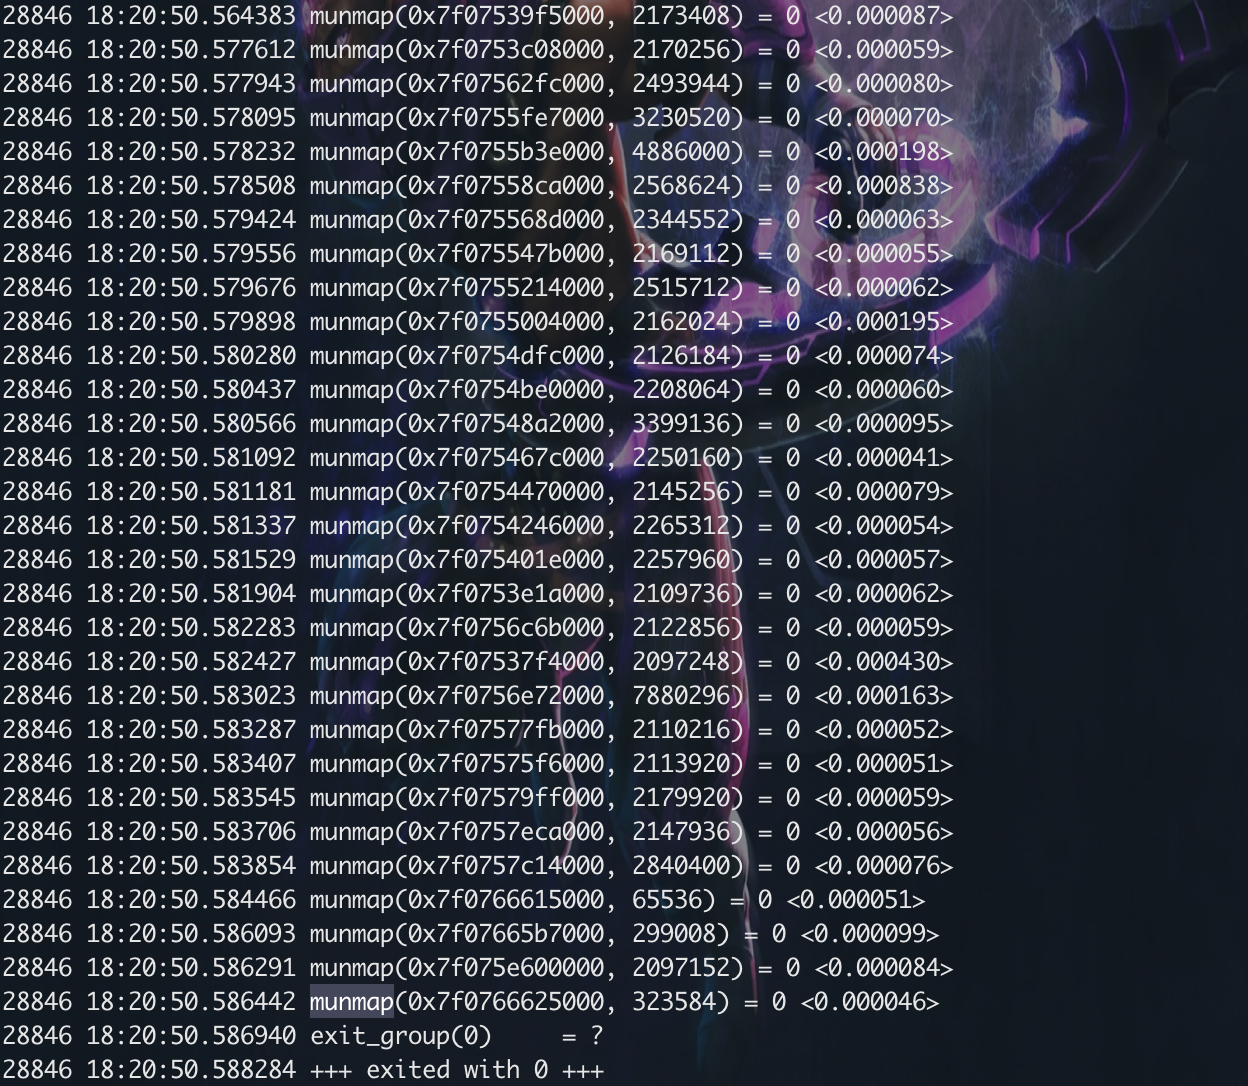 28846 18:20:50.564383 munmap(0x7f07539f5000, 2173408) = 0 <0.000087>
28846 18:20:50.577612 munmap(0x7f0753c08000, 2170256) = 0 <0.000059>
28846 18:20:50.577943 munmap(0x7f07562fc000, 2493944) = 0 <0.000080>
28846 18:20:50.578095 munmap(0x7f0755fe7000, 3230520) = 0 <0.000070>
28846 18:20:50.578232 munmap(0x7f0755b3e000, 4886000) = 0 <0.000198>
28846 18:20:50.578508 munmap(0x7f07558ca000, 2568624) = 0 <0.000838>
28846 18:20:50.579424 munmap(0x7f075568d000, 2344552) = 0 <0.000063>
28846 18:20:50.579556 munmap(0x7f075547b000, 2169112) = 0 <0.000055>
28846 18:20:50.579676 munmap(0x7f0755214000, 2515712) = 0 <0.000062>
28846 18:20:50.579898 munmap(0x7f0755004000, 2162024) = 0 <0.000195>
28846 18:20:50.580280 munmap(0x7f0754dfc000, 2126184) = 0 <0.000074>
28846 18:20:50.580437 munmap(0x7f0754be0000, 2208064) = 0 <0.000060>
28846 18:20:50.580566 munmap(0x7f07548a2000, 3399136) = 0 <0.000095>
28846 18:20:50.581092 munmap(0x7f075467c000, 2250160) = 0 <0.000041>
28846 18:20:50.581181 munmap(0x7f0754470000, 2145256) = 0 <0.000079>
28846 18:20:50.581337 munmap(0x7f0754246000, 2265312) = 0 <0.000054>
28846 18:20:50.581529 munmap(0x7f075401e000, 2257960) = 0 <0.000057>
28846 18:20:50.581904 munmap(0x7f0753e1a000, 2109736) = 0 <0.000062>
28846 18:20:50.582283 munmap(0x7f0756c6b000, 2122856) = 0 <0.000059>
28846 18:20:50.582427 munmap(0x7f07537f4000, 2097248) = 0 <0.000430>
28846 18:20:50.583023 munmap(0x7f0756e72000, 7880296) = 0 <0.000163>
28846 18:20:50.583287 munmap(0x7f07577fb000, 2110216) = 0 <0.000052>
28846 18:20:50.583407 munmap(0x7f07575f6000, 2113920) = 0 <0.000051>
28846 18:20:50.583545 munmap(0x7f07579ff000, 2179920) = 0 <0.000059>
28846 18:20:50.583706 munmap(0x7f0757eca000, 2147936) = 0 <0.000056>
28846 18:20:50.583854 munmap(0x7f0757c14000, 2840400) = 0 <0.000076>
28846 18:20:50.584466 munmap(0x7f0766615000, 65536) = 0 <0.000051>
28846 18:20:50.586093 munmap(0x7f07665b7000, 299008) = 0 <0.000099>
28846 18:20:50.586291 munmap(0x7f075e600000, 2097152) = 0 <0.000084>
28846 18:20:50.586442 munmap(0x7f0766625000, 323584) = 0 <0.000046>
28846 18:20:50.586940 exit_group(0)     = ?
28846 18:20:50.588284 +++ exited with 0 +++